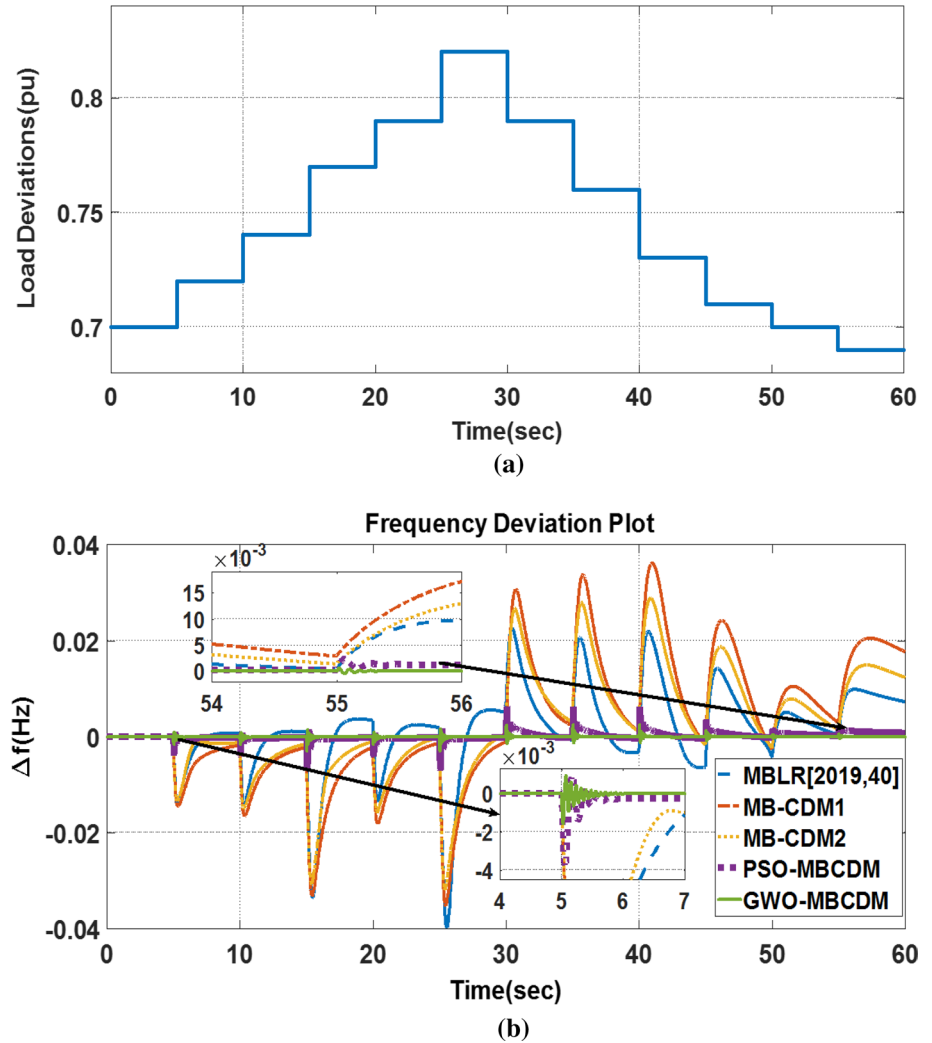 Load Deviations(pu)
0.8
0.75
0.7
0 10 20 30 40 50 60
Time(sec)
(a)
Frequency Deviation Plot
Δf(Hz)
0.04
0.02
0
-0.02
-0.04
×10⁻³
15
10
5
0
54 55 56
×10⁻³
0
-2
-4
4 5 6 7
MBLR[2019,40]
MB-CDM1
MB-CDM2
PSO-MBCDM
GWO-MBCDM
0 10 20 30 40 50 60
Time(sec)
(b)